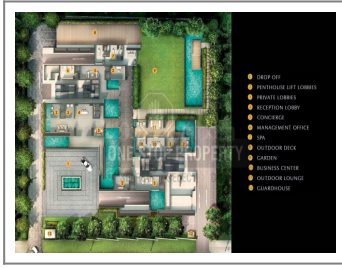 DROP OFF
PENTHOUSE LIFT LOBBIES
PRIVATE LOBBIES
RECEPTION LOBBY
CONCIERGE
MANAGEMENT OFFICE
SPA
OUTDOOR DECK
GARDEN
BUSINESS CENTER
OUTDOOR LOUNGE
GUARDHOUSE